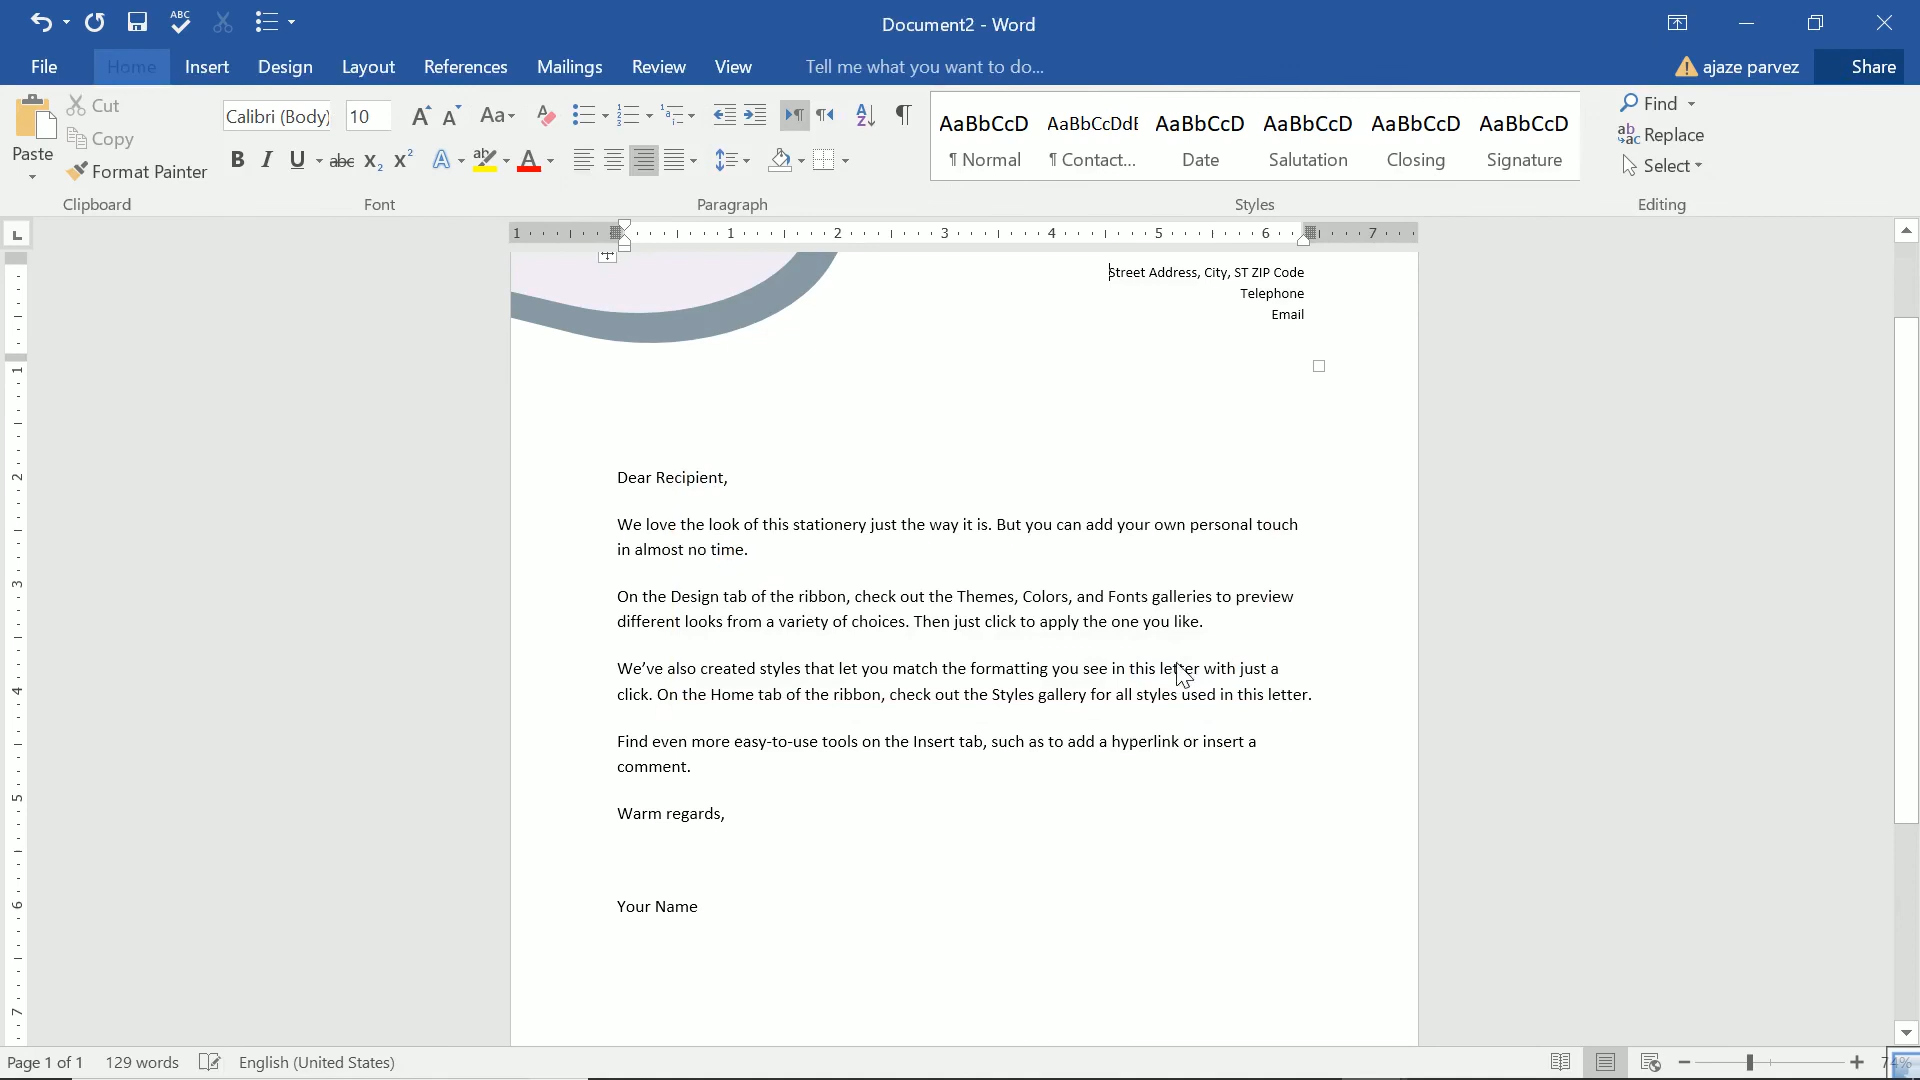 Document2 - Word
File Home Insert Design Layout References Mailings Review View Tell me what you want to do... ajaze parvez Share
Paste
Cut
Copy
Format Painter
Calibri (Body) 10
AaBbCcD AaBbCcDdE AaBbCcD AaBbCcD AaBbCcD AaBbCcD
¶ Normal ¶ Contact... Date Salutation Closing Signature
Find
Replace
Select
Clipboard Font Paragraph Styles Editing
1 1 2 3 4 5 6 7
Street Address, City, ST ZIP Code
Telephone
Email
Dear Recipient,
We love the look of this stationery just the way it is. But you can add your own personal touch
in almost no time.
On the Design tab of the ribbon, check out the Themes, Colors, and Fonts galleries to preview
different looks from a variety of choices. Then just click to apply the one you like.
We’ve also created styles that let you match the formatting you see in this letter with just a
click. On the Home tab of the ribbon, check out the Styles gallery for all styles used in this letter.
Find even more easy-to-use tools on the Insert tab, such as to add a hyperlink or insert a
comment.
Warm regards,
Your Name
Page 1 of 1 129 words English (United States) 74%